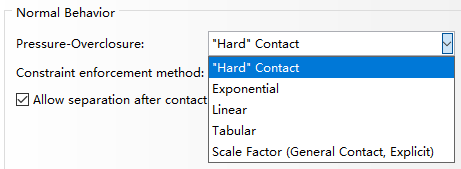 Normal Behavior
Pressure-Overclosure: "Hard" Contact
"Hard" Contact
Constraint enforcement method:
Exponential
Allow separation after contact
Linear
Tabular
Scale Factor (General Contact, Explicit)